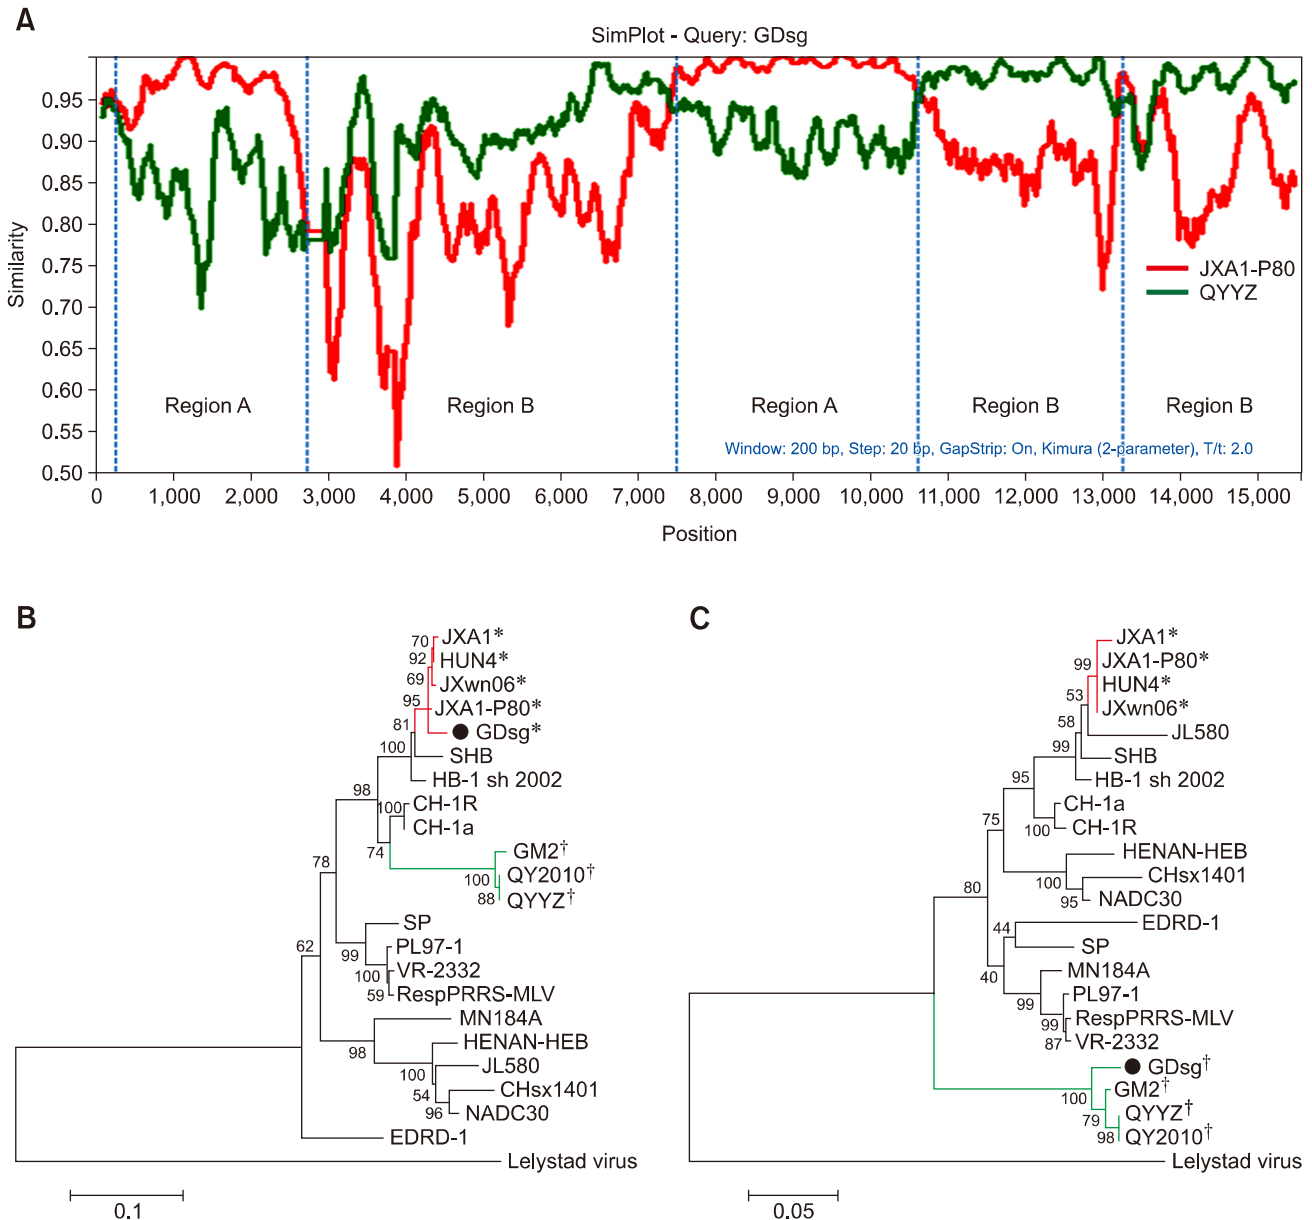 A
SimPlot - Query: GDsg
Similarity
0.95
0.90
0.85
0.80
0.75
0.70
0.65
0.60
0.55
0.50
JXA1-P80
QYYZ
Region A
Region B
Region A
Region B
Region B
Window: 200 bp, Step: 20 bp, GapStrip: On, Kimura (2-parameter), T/t: 2.0
0 1,000 2,000 3,000 4,000 5,000 6,000 7,000 8,000 9,000 10,000 11,000 12,000 13,000 14,000 15,000
Position
B
70 JXA1*
92 HUN4*
69 JXwn06*
95 JXA1-P80*
81 GDsg*
100 SHB
HB-1 sh 2002
98
100 CH-1R
CH-1a
74 GM2†
78
100 QY2010†
88 QYYZ†
SP
62 99 PL97-1
100 VR-2332
59 RespPRRS-MLV
MN184A
98 HENAN-HEB
100 JL580
54 CHsx1401
96 NADC30
EDRD-1
Lelystad virus
0.1
C
JXA1*
99 JXA1-P80*
HUN4*
53 JXwn06*
58 JL580
99 SHB
95 HB-1 sh 2002
CH-1a
75 100 CH-1R
HENAN-HEB
100 CHsx1401
80 95 NADC30
44 EDRD-1
SP
40 MN184A
99 PL97-1
99 RespPRRS-MLV
87 VR-2332
GDsg†
100 GM2†
79 QYYZ†
98 QY2010†
Lelystad virus
0.05